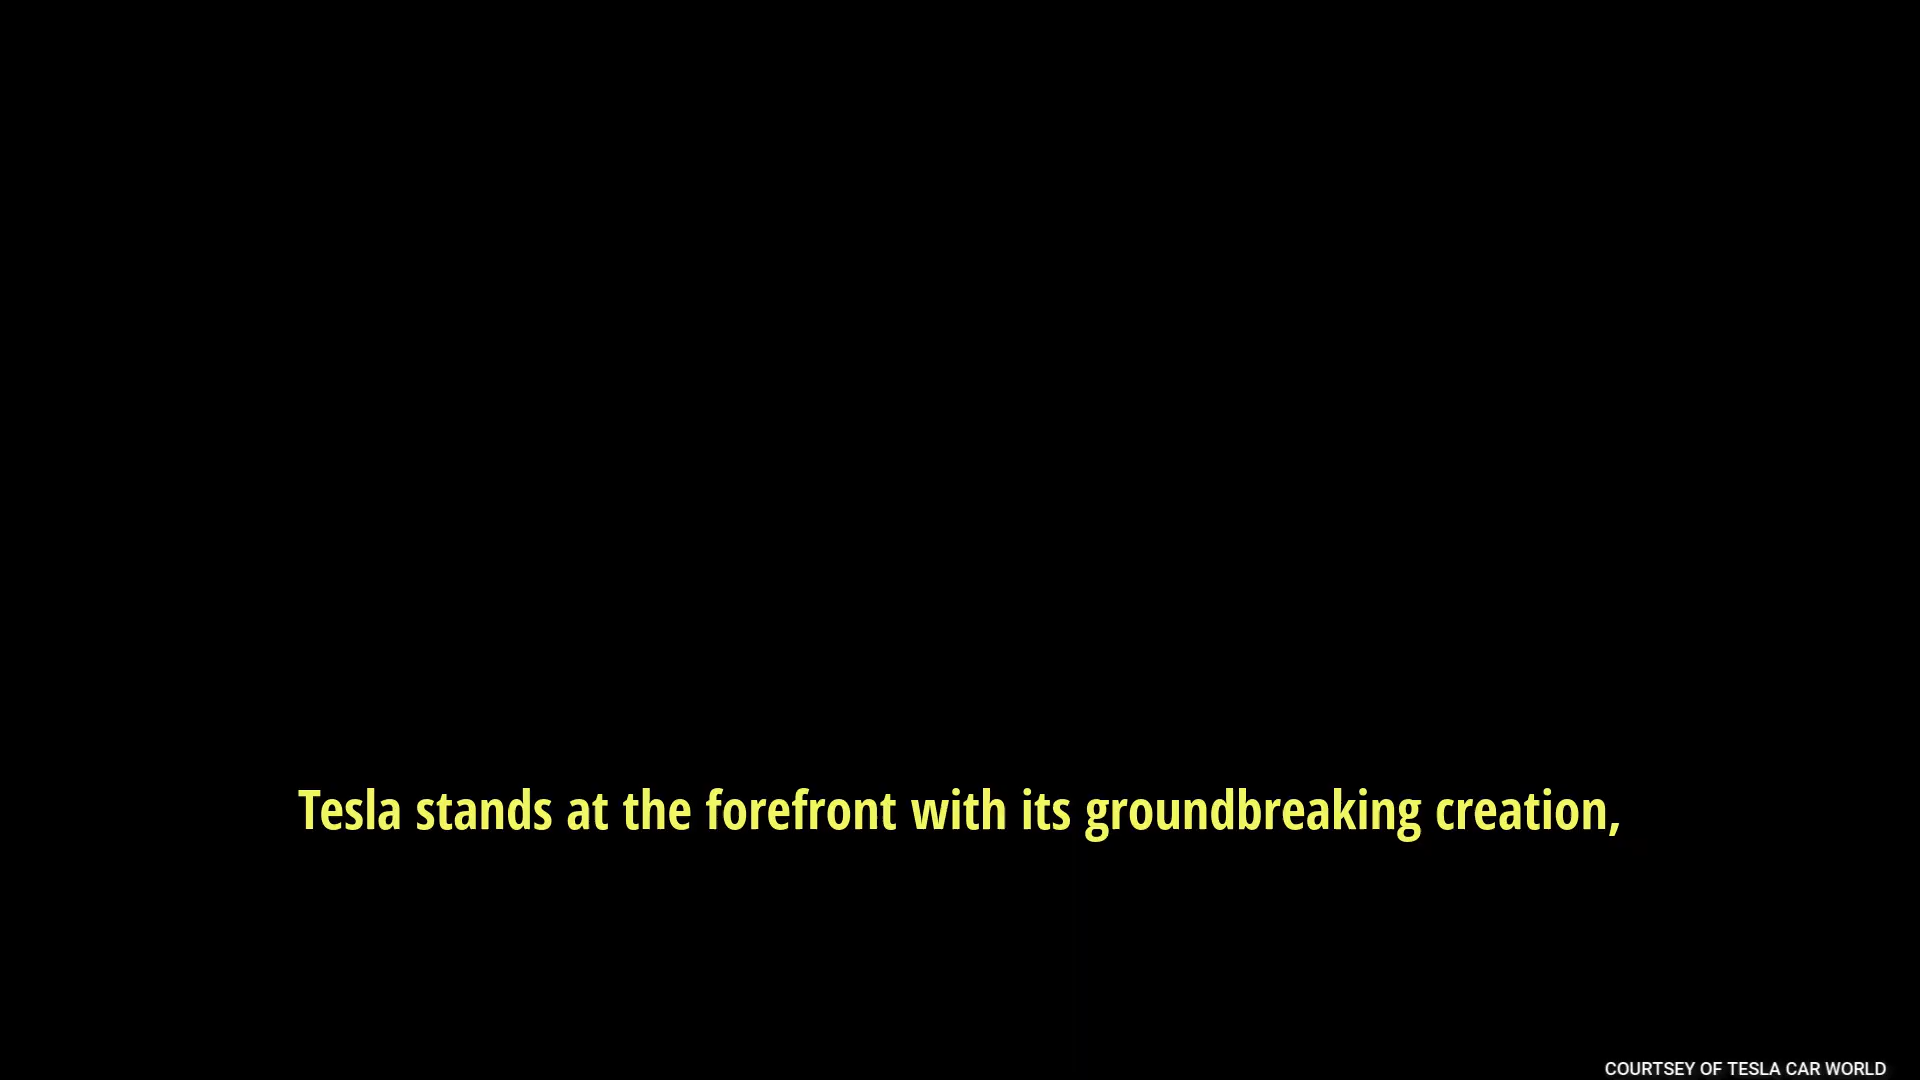 Tesla stands at the forefront with its groundbreaking creation,
COURTSEY OF TESLA CAR WORLD